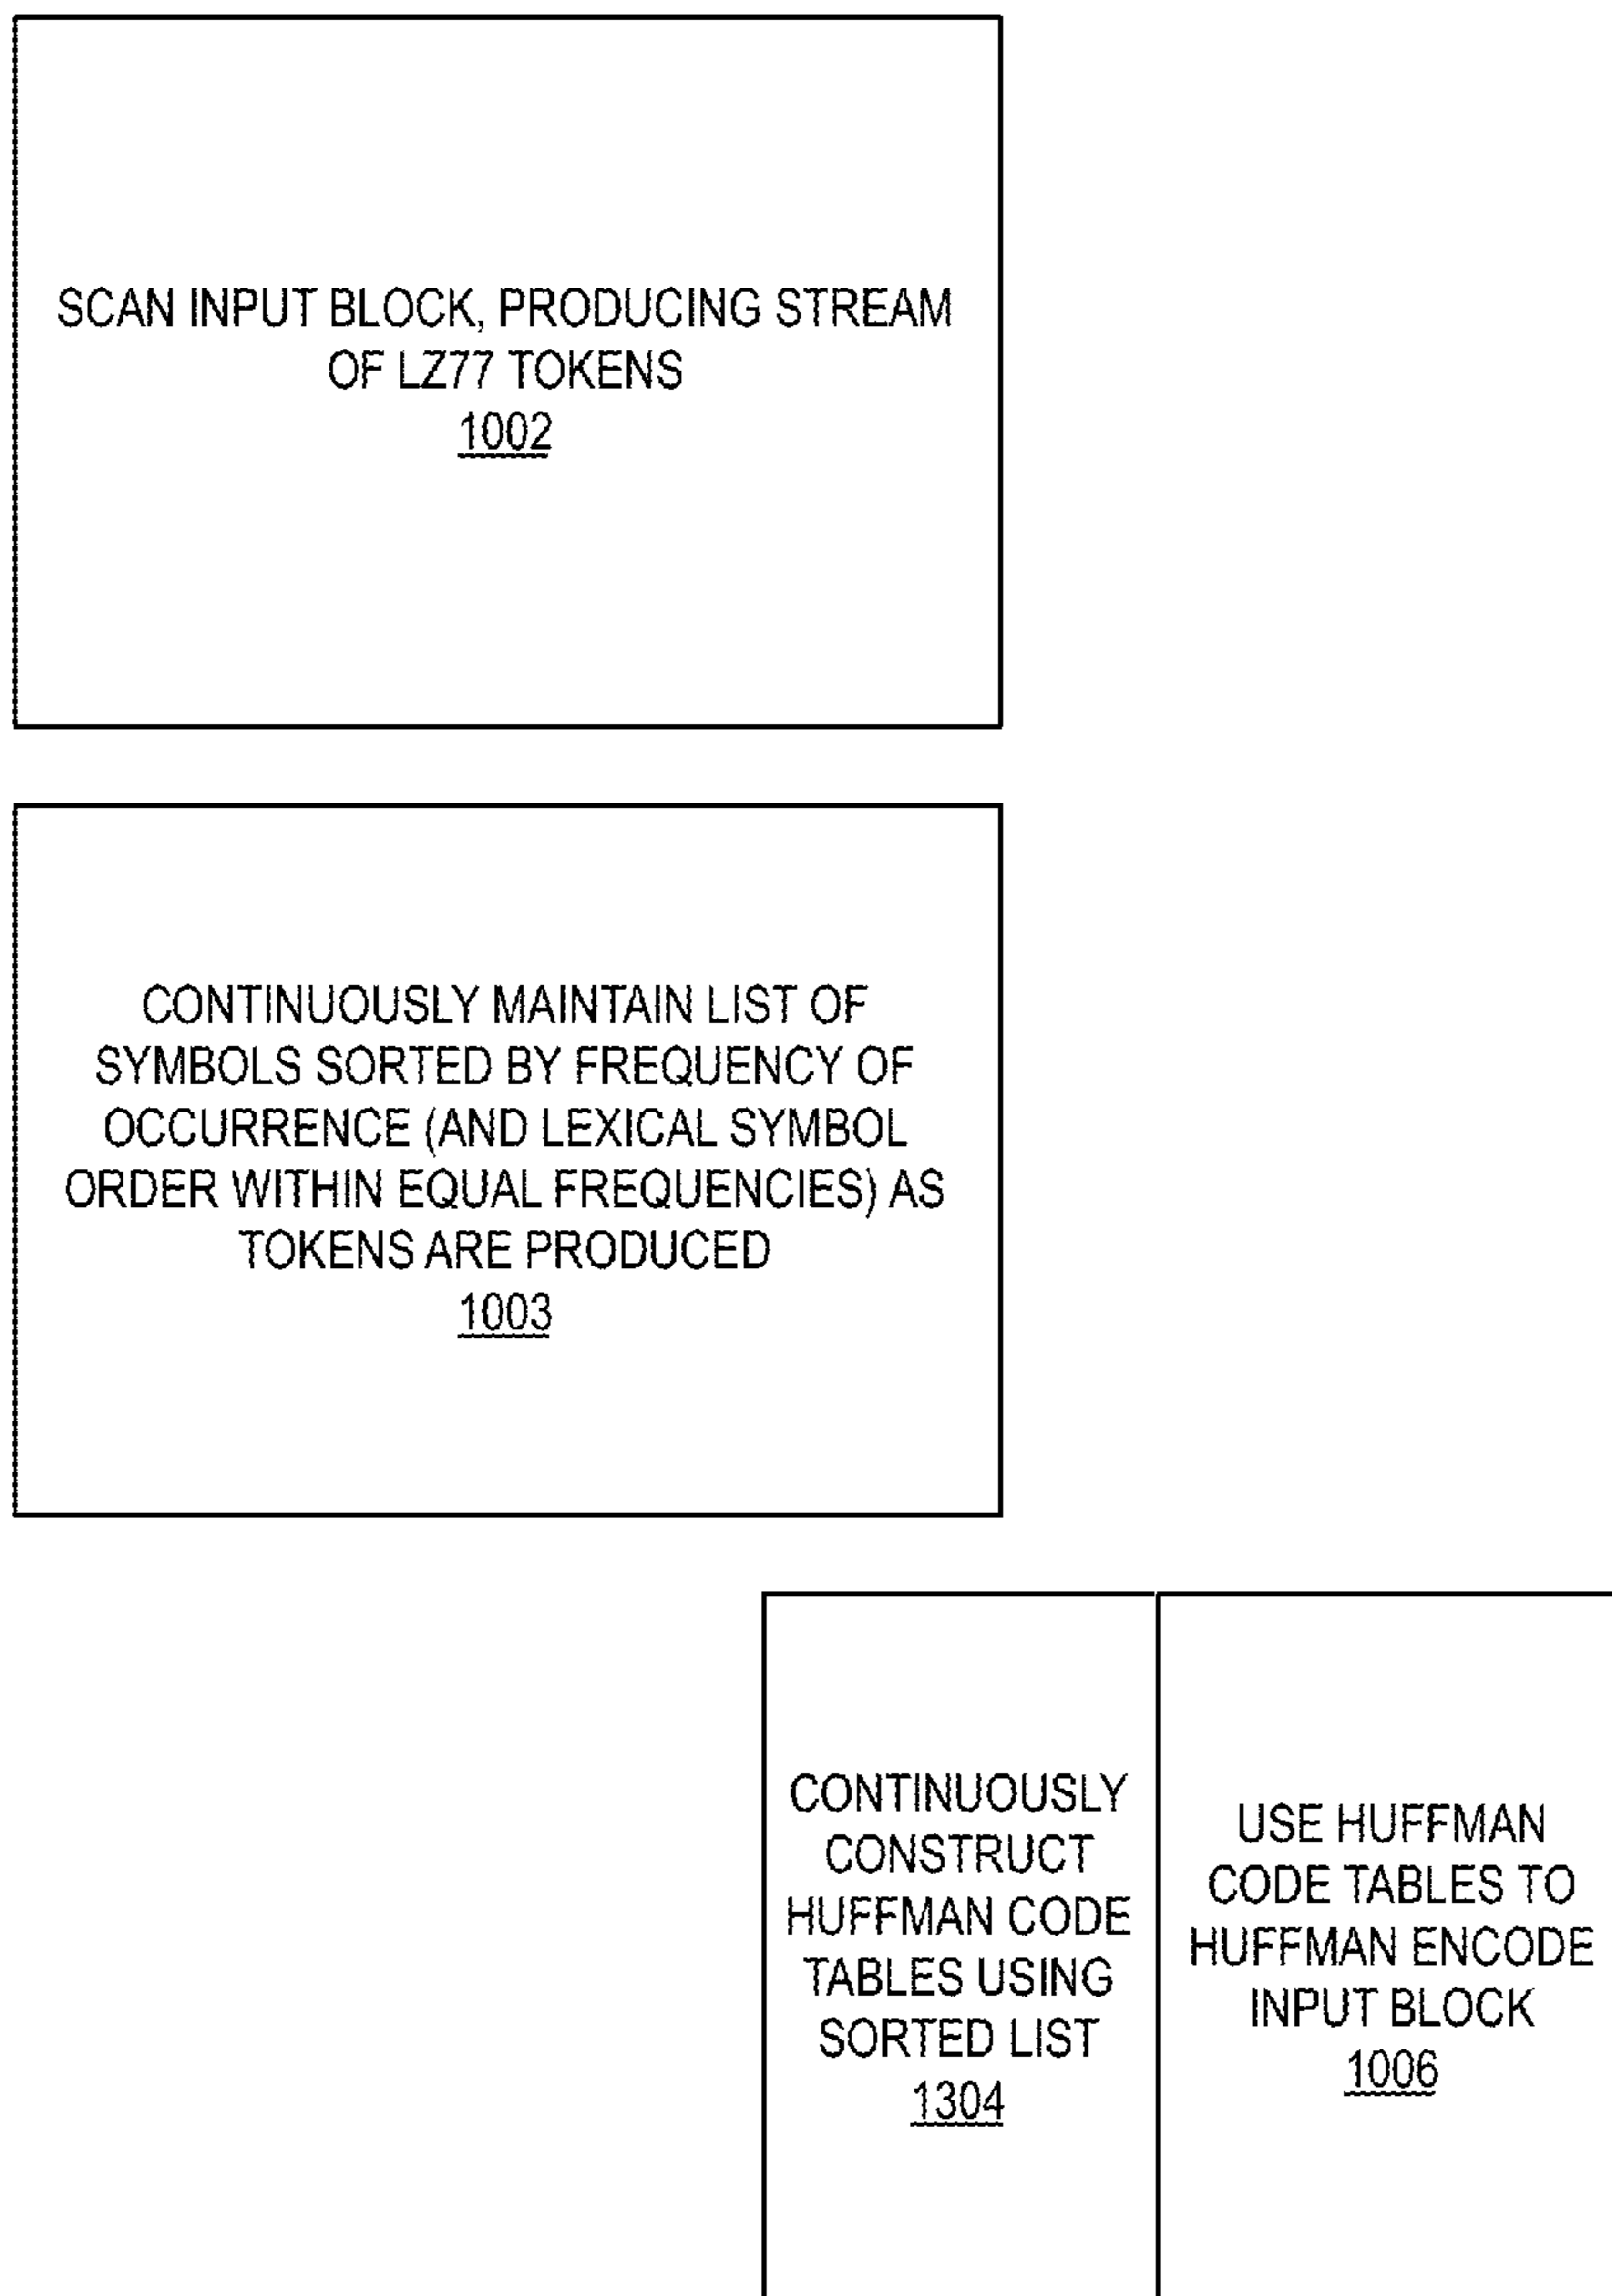 SCAN INPUT BLOCK, PRODUCING STREAM
OF LZ77 TOKENS
1002
CONTINUOUSLY MAINTAIN LIST OF
SYMBOLS SORTED BY FREQUENCY OF
OCCURRENCE (AND LEXICAL SYMBOL
ORDER WITHIN EQUAL FREQUENCIES) AS
TOKENS ARE PRODUCED
1003
CONTINUOUSLY
CONSTRUCT
HUFFMAN CODE
TABLES USING
SORTED LIST
1304
USE HUFFMAN
CODE TABLES TO
HUFFMAN ENCODE
INPUT BLOCK
1006